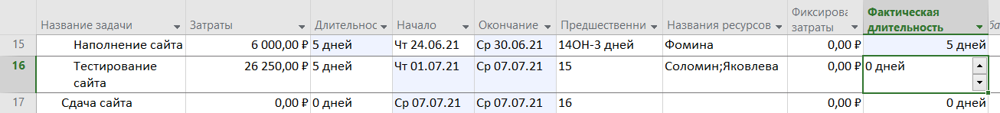 Название задачи Затраты Длительнос Начало Окончание Предшественни Названия ресурсов Фиксирова затраты Фактическая длительность
15 Наполнение сайта 6 000,00 ₽ 5 дней Чт 24.06.21 Ср 30.06.21 14ОН-3 дней Фомина 0,00 ₽ 5 дней
16 Тестирование сайта 26 250,00 ₽ 5 дней Чт 01.07.21 Ср 07.07.21 15 Соломин;Яковлева 0,00 ₽ 0 дней
17 Сдача сайта 0,00 ₽ 0 дней Ср 07.07.21 Ср 07.07.21 16 0,00 ₽ 0 дней